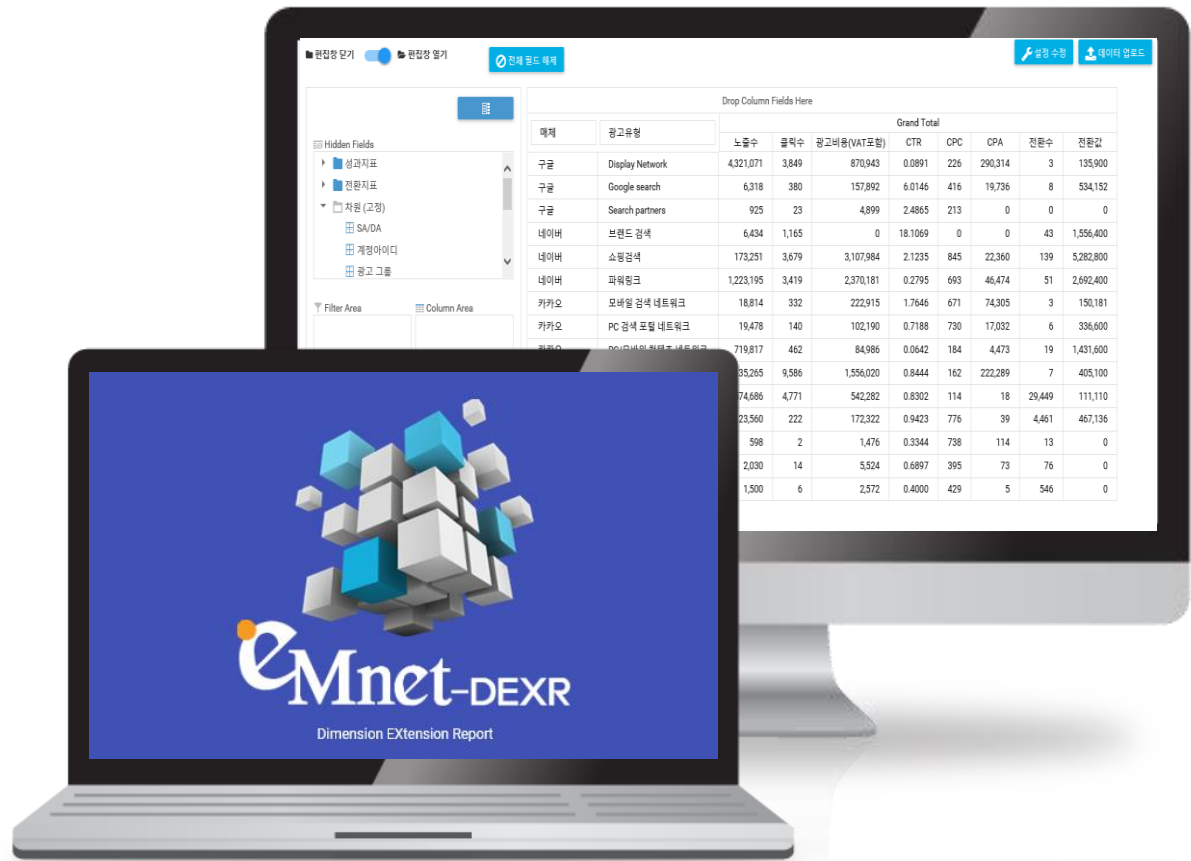 편집창 닫기 편집창 열기 전체 필드 해제 설정 수정 데이터 업로드
Drop Column Fields Here
Hidden Fields
성과지표
전환지표
차원 (고정)
SA/DA
계정아이디
광고 그룹
Filter Area Column Area
매체 광고유형 Grand Total
노출수 클릭수 광고비용(VAT포함) CTR CPC CPA 전환수 전환값
구글 Display Network 4,321,071 3,849 870,943 0.0891 226 290,314 3 135,900
구글 Google search 6,318 380 157,892 6.0146 416 19,736 8 534,152
구글 Search partners 925 23 4,899 2.4865 213 0 0 0
네이버 브랜드 검색 6,434 1,165 0 18.1069 0 0 43 1,556,400
네이버 쇼핑검색 173,251 3,679 3,107,984 2.1235 845 22,360 139 5,282,800
네이버 파워링크 1,223,195 3,419 2,370,181 0.2795 693 46,474 51 2,692,400
카카오 모바일 검색 네트워크 18,814 332 222,915 1.7646 671 74,305 3 150,181
카카오 PC 검색 포털 네트워크 19,478 140 102,190 0.7188 730 17,032 6 336,600
719,817 462 84,986 0.0642 184 4,473 19 1,431,600
35,265 9,586 1,556,020 0.8444 162 222,289 7 405,100
74,686 4,771 542,282 0.8302 114 18 29,449 111,110
23,560 222 172,322 0.9423 776 39 4,461 467,136
598 2 1,476 0.3344 738 114 13 0
2,030 14 5,524 0.6897 395 73 76 0
1,500 6 2,572 0.4000 429 5 546 0
eMnet-DEXR
Dimension EXtension Report